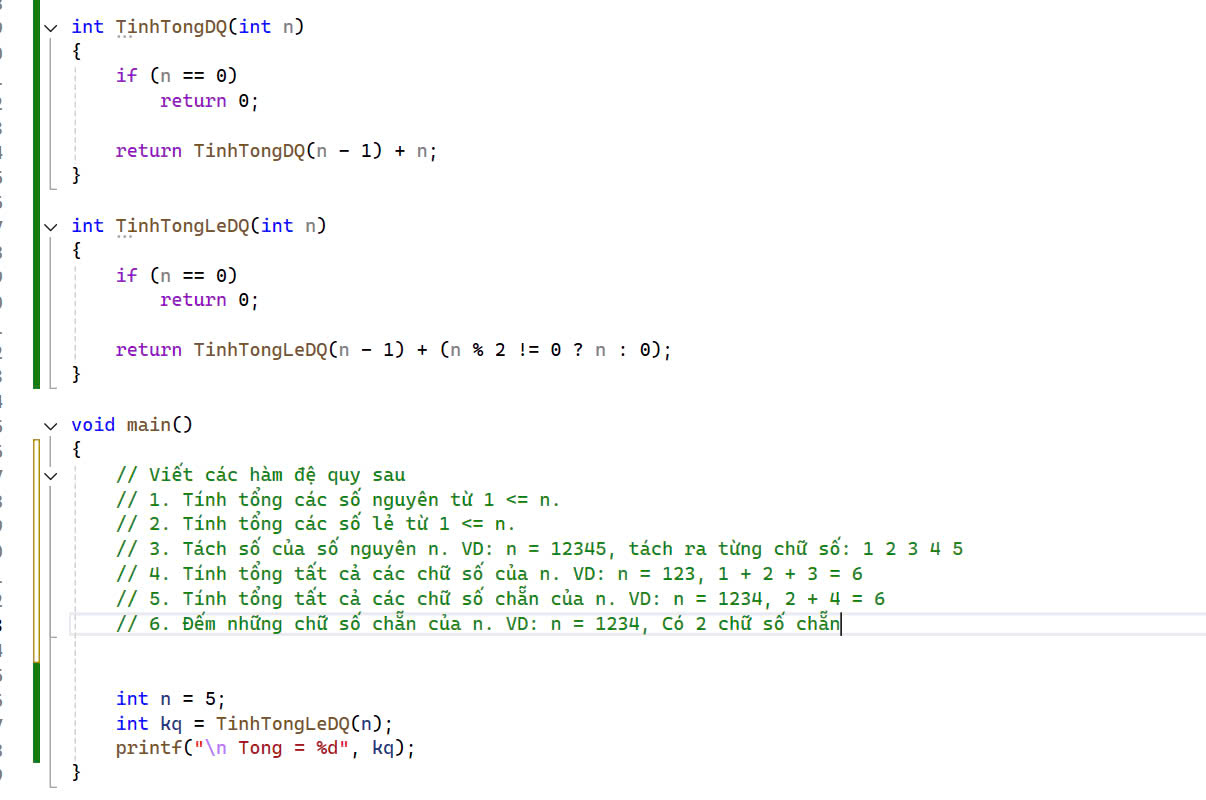 int TinhTongDQ(int n)
{
if (n == 0)
return 0;
return TinhTongDQ(n - 1) + n;
}
int TinhTongLeDQ(int n)
{
if (n == 0)
return 0;
return TinhTongLeDQ(n - 1) + (n % 2 != 0 ? n : 0);
}
void main()
{
// Viết các hàm đệ quy sau
// 1. Tính tổng các số nguyên từ 1 <= n.
// 2. Tính tổng các số lẻ từ 1 <= n.
// 3. Tách số của số nguyên n. VD: n = 12345, tách ra từng chữ số: 1 2 3 4 5
// 4. Tính tổng tất cả các chữ số của n. VD: n = 123, 1 + 2 + 3 = 6
// 5. Tính tổng tất cả các chữ số chẵn của n. VD: n = 1234, 2 + 4 = 6
// 6. Đếm những chữ số chẵn của n. VD: n = 1234, Có 2 chữ số chẵn
int n = 5;
int kq = TinhTongLeDQ(n);
printf("\n Tong = %d", kq);
}